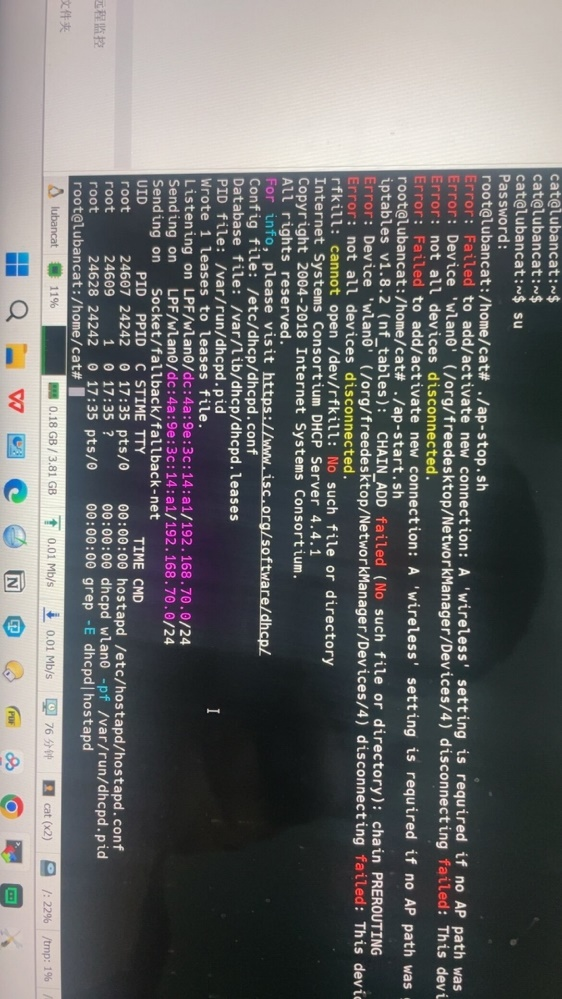 远程监控
文件夹
cat@lubancat:~$
cat@lubancat:~$
cat@lubancat:~$ su
Password:
root@lubancat:/home/cat# ./ap-stop.sh
Error: Failed to add/activate new connection: A 'wireless' setting is required if no AP path was
Error: Device 'wlan0' (/org/freedesktop/NetworkManager/Devices/4) disconnecting failed: This devi
Error: not all devices disconnected.
Error: Failed to add/activate new connection: A 'wireless' setting is required if no AP path was
root@lubancat:/home/cat# ./ap-start.sh
iptables v1.8.2 (nf_tables):  CHAIN_ADD failed (No such file or directory): chain PREROUTING
Error: Device 'wlan0' (/org/freedesktop/NetworkManager/Devices/4) disconnecting failed: This devi
Error: not all devices disconnected.
rfkill: cannot open /dev/rfkill: No such file or directory
Internet Systems Consortium DHCP Server 4.4.1
Copyright 2004-2018 Internet Systems Consortium.
All rights reserved.
For info, please visit https://www.isc.org/software/dhcp/
Config file: /etc/dhcp/dhcpd.conf
Database file: /var/lib/dhcp/dhcpd.leases
PID file: /var/run/dhcpd.pid
Wrote 1 leases to leases file.
Listening on LPF/wlan0/dc:4a:9e:3c:14:a1/192.168.70.0/24
Sending on   LPF/wlan0/dc:4a:9e:3c:14:a1/192.168.70.0/24
Sending on   Socket/fallback/fallback-net
UID        PID  PPID  C STIME TTY          TIME CMD
root     24607 24242  0 17:35 pts/0    00:00:00 hostapd /etc/hostapd/hostapd.conf
root     24609     1  0 17:35 ?        00:00:00 dhcpd wlan0 -pf /var/run/dhcpd.pid
root     24628 24242  0 17:35 pts/0    00:00:00 grep -E dhcpd|hostapd
root@lubancat:/home/cat#
lubancat 11% 0.18 GB / 3.81 GB 0.01 Mb/s 0.01 Mb/s 76 分钟 cat (x2) /: 22% /tmp: 1%
PDF